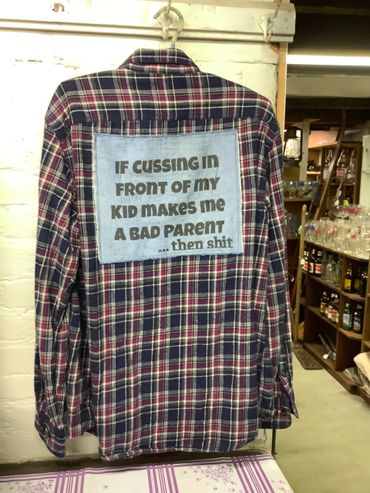 IF CUSSING IN
FRONT OF MY
KID MAKES ME
A BAD PARENT
...then shit